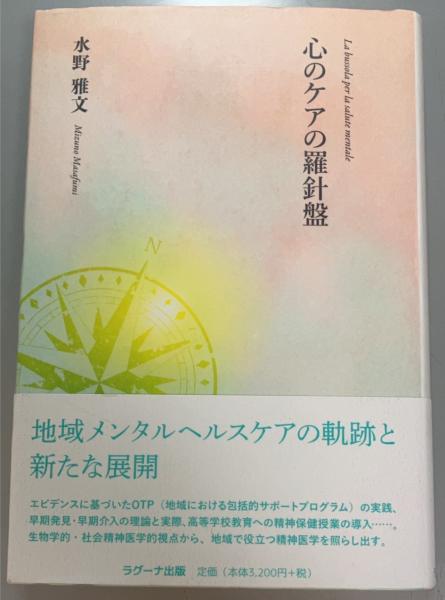 心のケアの羅針盤
La bussola per la salute mentale
水野 雅文
Mizuno Masafumi
N
地域メンタルヘルスケアの軌跡と
新たな展開
エビデンスに基づいたOTP（地域における包括的サポートプログラム）の実践、
早期発見・早期介入の理論と実際、高等学校教育への精神保健授業の導入……。
生物学的・社会精神医学的視点から、地域で役立つ精神医学を照らし出す。
ラグーナ出版 定価（本体3,200円+税）